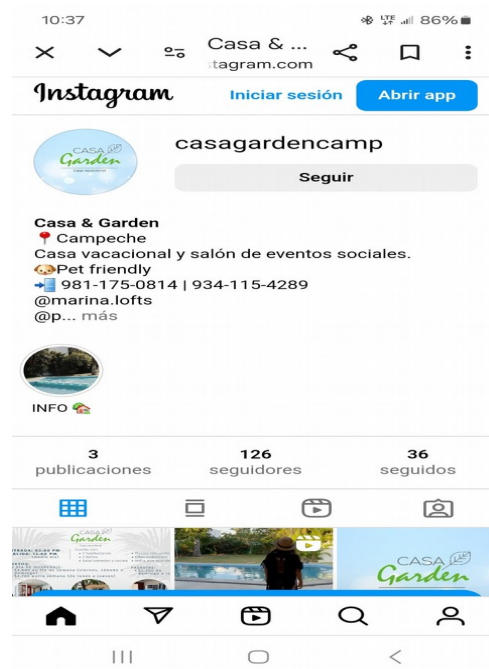 10:37
LTE 86%
Casa & ...
tagram.com
Instagram
Iniciar sesión
Abrir app
CASA
Garden
casagardencamp
Seguir
Casa & Garden
Campeche
Casa vacacional y salón de eventos sociales.
Pet friendly
981-175-0814 | 934-115-4289
@marina.lofts
@p... más
INFO
3
publicaciones
126
seguidores
36
seguidos
Garden
CASA
Garden